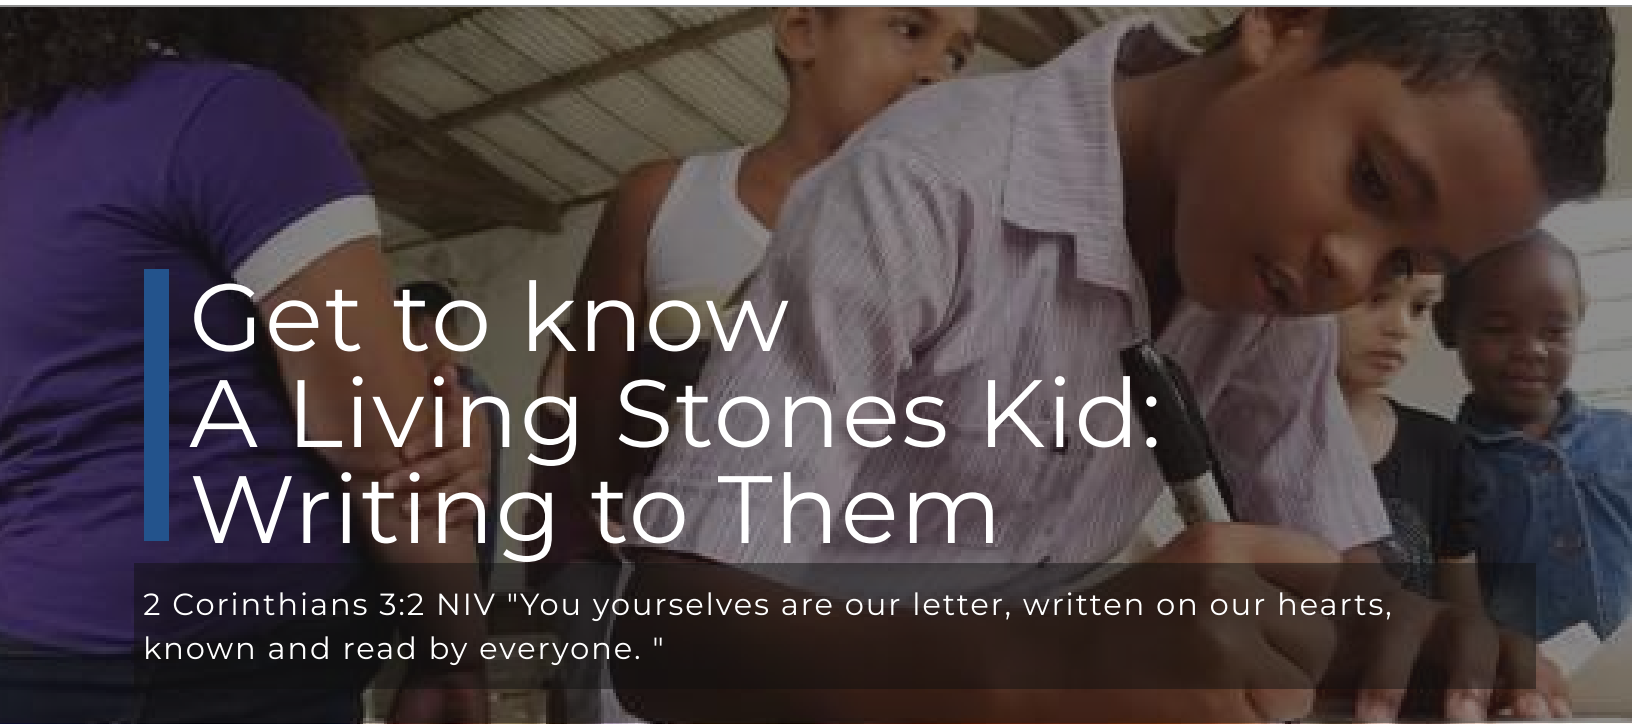 Get to know
A Living Stones Kid:
Writing to Them
2 Corinthians 3:2 NIV "You yourselves are our letter, written on our hearts,
known and read by everyone. "